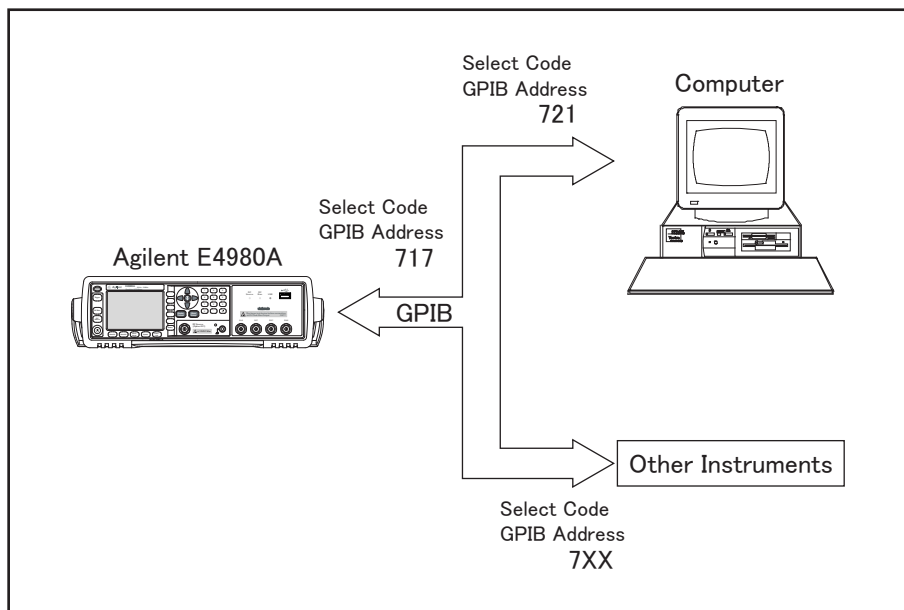 Select Code
GPIB Address
721
Computer
Select Code
GPIB Address
717
Agilent E4980A
GPIB
Other Instruments
Select Code
GPIB Address
7XX